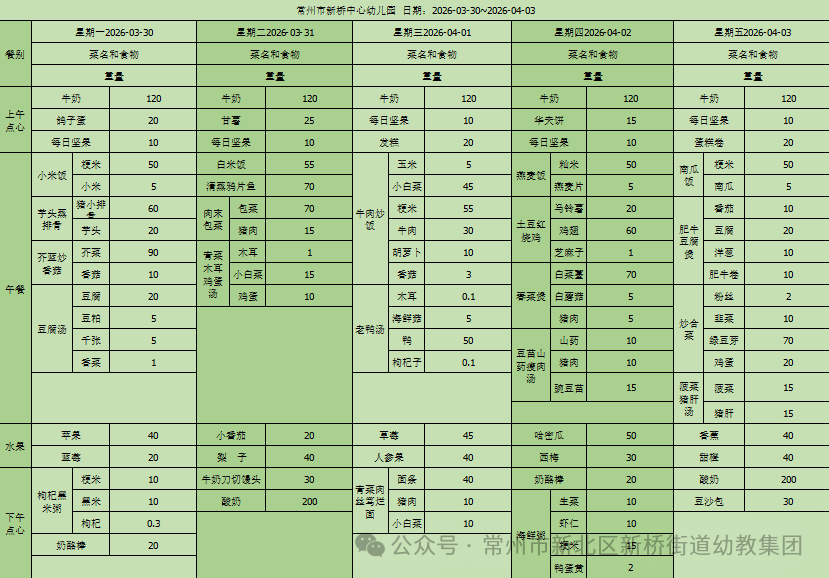 常州市新桥中心幼儿园 日期：2026-03-30~2026-04-03
餐别 星期一2026-03-30 星期二2026-03-31 星期三2026-04-01 星期四2026-04-02 星期五2026-04-03
菜名和食物 菜名和食物 菜名和食物 菜名和食物 菜名和食物
重量 重量 重量 重量 重量
上午点心 牛奶 120 牛奶 120 牛奶 120 牛奶 120 牛奶 120
鸽子蛋 20 甘薯 25 每日坚果 10 华夫饼 15 每日坚果 10
每日坚果 10 每日坚果 10 发糕 20 每日坚果 10 蛋糕卷 20
午餐 小米饭 粳米 50 白米饭 55 牛肉炒饭 玉米 5 燕麦饭 籼米 50 南瓜饭 粳米 50
小米 5 清蒸鸦片鱼 70 小白菜 45 燕麦片 5 南瓜 5
芋头蒸排骨 猪小排骨 60 肉末包菜 包菜 70 粳米 55 土豆红烧鸡 马铃薯 20 肥牛豆腐煲 番茄 10
芋头 20 猪肉 15 牛肉 30 鸡翅 60 豆腐 20
芥蓝炒香菇 芥菜 90 青菜木耳鸡蛋汤 木耳 1 胡萝卜 10 芝麻子 1 洋葱 10
香菇 10 小白菜 15 香菇 3 春菜煲 白菜薹 70 肥牛卷 10
豆腐汤 豆腐 20 鸡蛋 10 老鸭汤 木耳 0.1 白蘑菇 5 炒合菜 粉丝 2
豆粕 5 海鲜菇 5 猪肉 5 韭菜 10
千张 5 鸭 50 豆苗山药瘦肉汤 山药 10 绿豆芽 70
香菜 1 枸杞子 0.1 猪肉 10 鸡蛋 20
豌豆苗 15 菠菜猪肝汤 菠菜 15
猪肝 15
水果 苹果 40 小番茄 20 草莓 45 哈密瓜 50 香蕉 40
蓝莓 20 梨 子 40 人参果 40 西梅 30 甜橙 40
下午点心 枸杞黑米粥 粳米 10 牛奶刀切馒头 30 青菜肉丝笃烂面 面条 40 奶酪棒 20 酸奶 200
黑米 10 酸奶 200 猪肉 10 海鲜粥 生菜 10 豆沙包 30
枸杞 0.3 小白菜 10 虾仁 10
奶酪棒 20 粳米 15
鸭蛋黄 2
公众号 · 常州市新北区新桥街道幼教集团